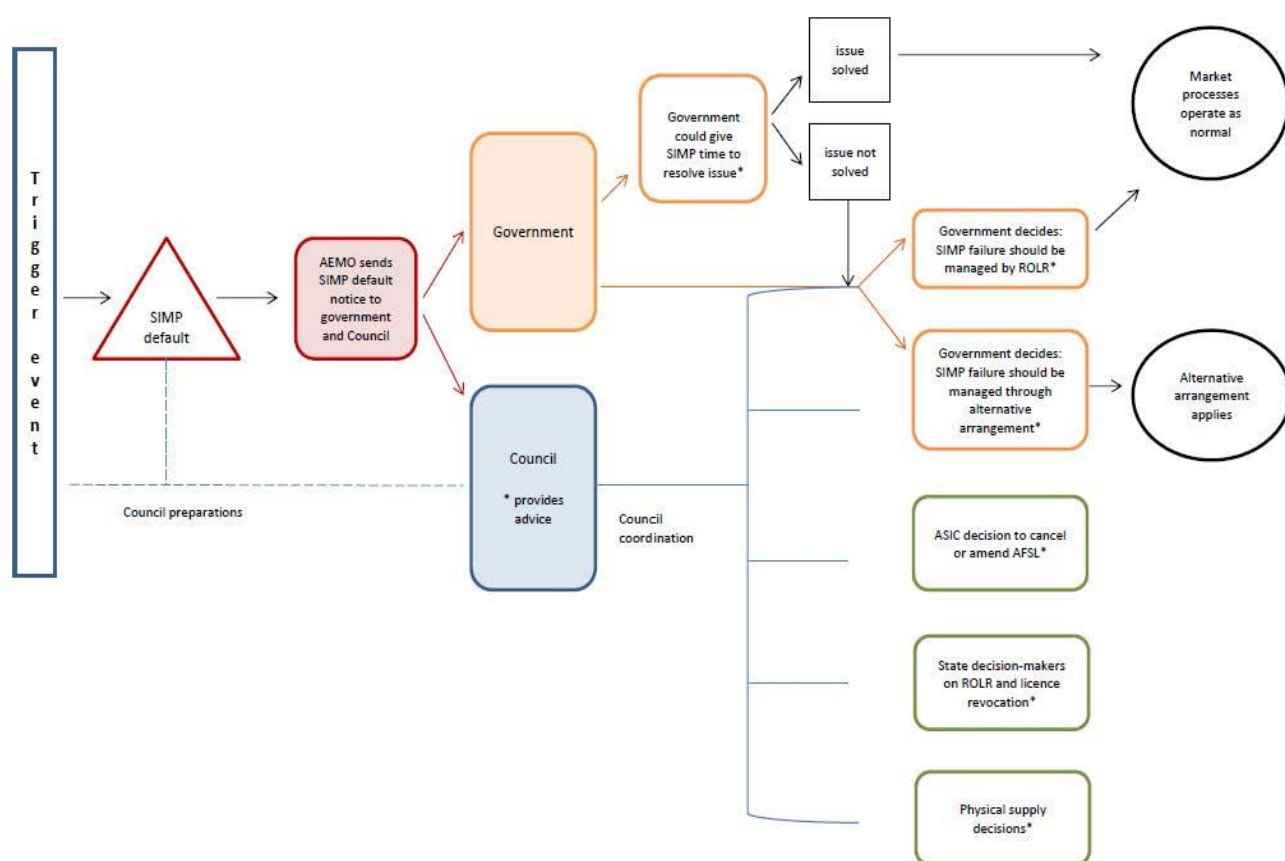 Trigger event
SIMP
default
AEMO sends
SIMP default
notice to
government
and Council
Government
Government
could give
SIMP time to
resolve issue*
issue
solved
issue not
solved
Market
processes
operate as
normal
Government decides:
SIMP failure should be
managed by ROLR*
Government decides:
SIMP failure should be
managed through
alternative
arrangement*
Alternative
arrangement
applies
Council
* provides
advice
Council preparations
Council
coordination
ASIC decision to cancel
or amend AFSL*
State decision-makers
on ROLR and licence
revocation*
Physical supply
decisions*